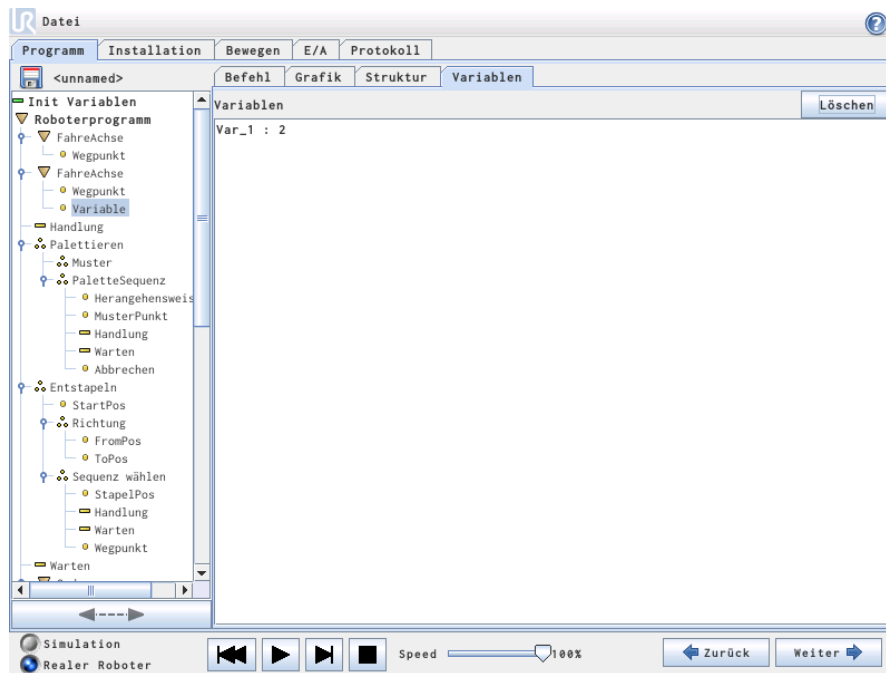 UR Datei
Programm Installation Bewegen E/A Protokoll
<unnamed>
Befehl Grafik Struktur Variablen
Variablen
Löschen
Var_1 : 2
Init Variablen
Roboterprogramm
FahreAchse
Wegpunkt
FahreAchse
Wegpunkt
Variable
Handlung
Palettieren
Muster
PaletteSequenz
Herangehensweis
MusterPunkt
Handlung
Warten
Abbrechen
Entstapeln
StartPos
Richtung
FromPos
ToPos
Sequenz wählen
StapelPos
Handlung
Warten
Wegpunkt
Warten
Simulation
Realer Roboter
Speed 100%
Zurück
Weiter